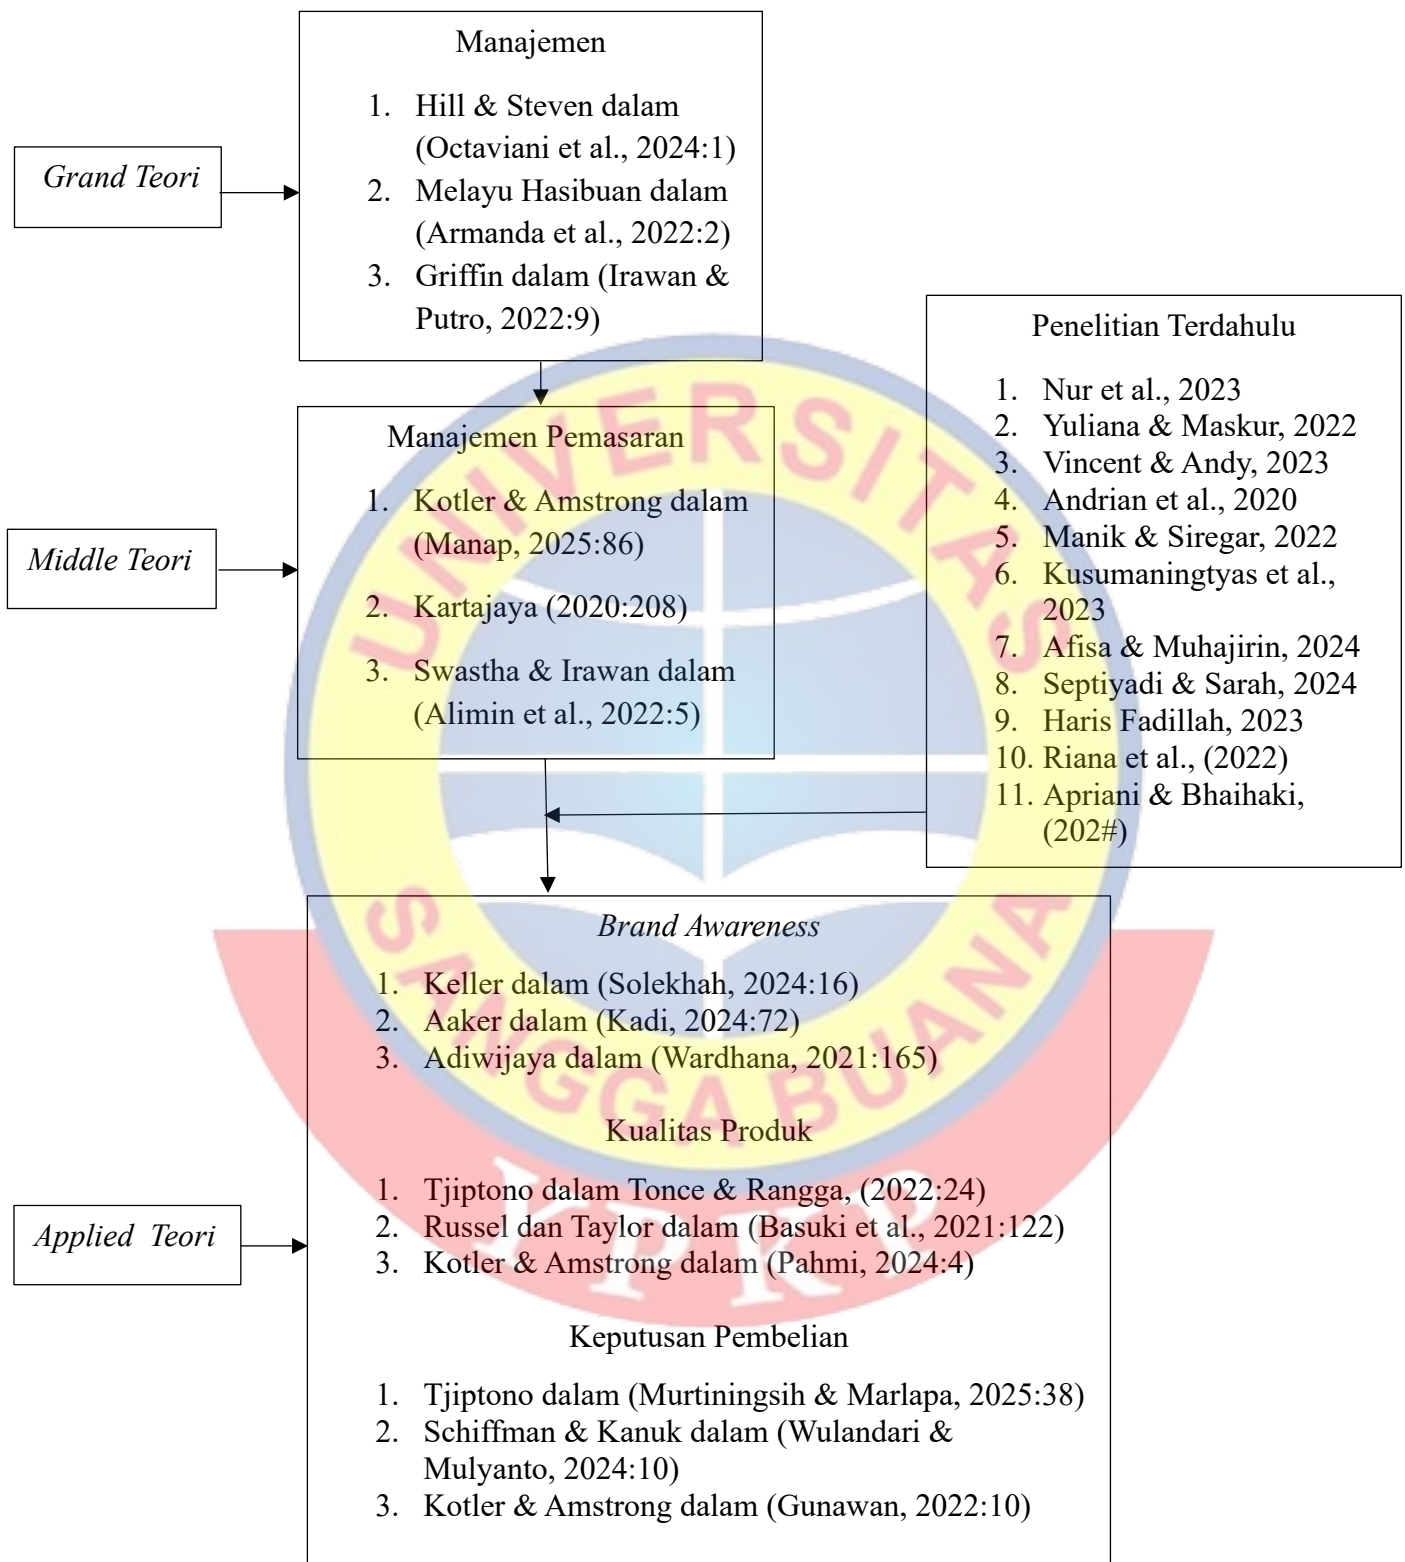 Manajemen
1. Hill & Steven dalam
(Octaviani et al., 2024:1)
2. Melayu Hasibuan dalam
(Armanda et al., 2022:2)
3. Griffin dalam (Irawan &
Putro, 2022:9)
Grand Teori
Penelitian Terdahulu
1. Nur et al., 2023
2. Yuliana & Maskur, 2022
3. Vincent & Andy, 2023
4. Andrian et al., 2020
5. Manik & Siregar, 2022
6. Kusumaningtyas et al.,
2023
7. Afisa & Muhajirin, 2024
8. Septiyadi & Sarah, 2024
9. Haris Fadillah, 2023
10. Riana et al., (2022)
11. Apriani & Bhaihaki,
(202#)
Manajemen Pemasaran
1. Kotler & Amstrong dalam
(Manap, 2025:86)
2. Kartajaya (2020:208)
3. Swastha & Irawan dalam
(Alimin et al., 2022:5)
Middle Teori
Brand Awareness
1. Keller dalam (Solekhah, 2024:16)
2. Aaker dalam (Kadi, 2024:72)
3. Adiwijaya dalam (Wardhana, 2021:165)
Kualitas Produk
1. Tjiptono dalam Tonce & Rangga, (2022:24)
2. Russel dan Taylor dalam (Basuki et al., 2021:122)
3. Kotler & Amstrong dalam (Pahmi, 2024:4)
Applied Teori
Keputusan Pembelian
1. Tjiptono dalam (Murtiningsih & Marlapa, 2025:38)
2. Schiffman & Kanuk dalam (Wulandari &
Mulyanto, 2024:10)
3. Kotler & Amstrong dalam (Gunawan, 2022:10)
UNIVERSITAS
SANGGA BUANA
YPKP